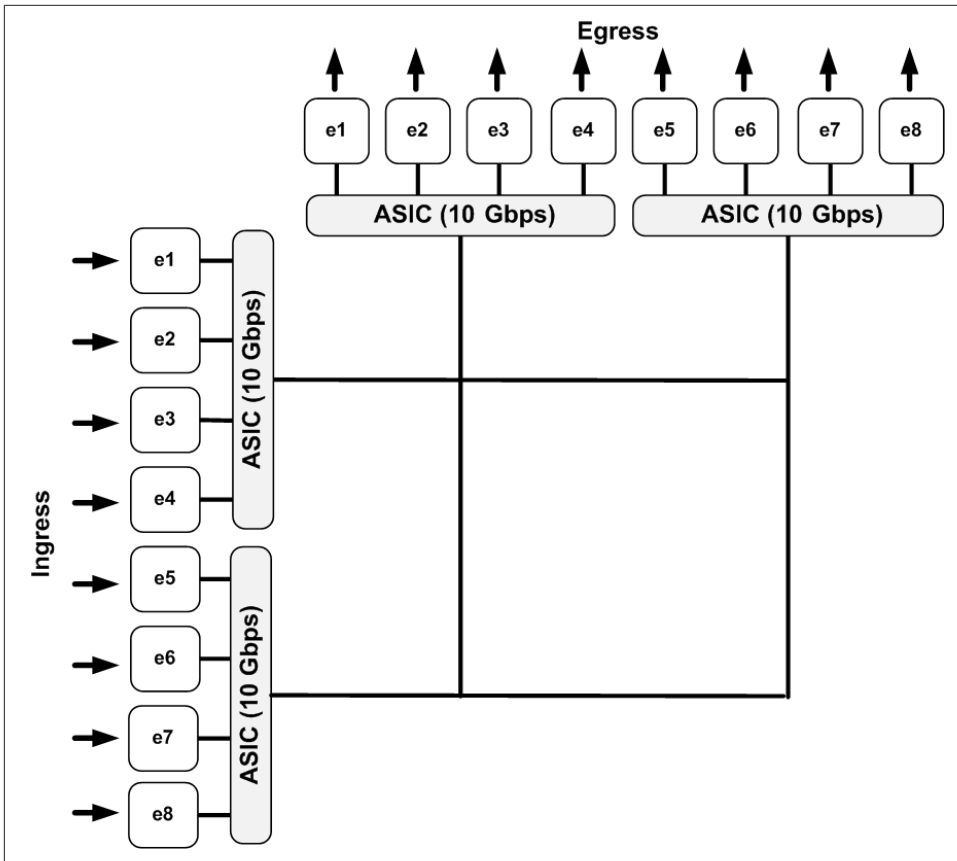 Egress
e1 e2 e3 e4 e5 e6 e7 e8
ASIC (10 Gbps) ASIC (10 Gbps)
Ingress
e1
e2
e3
e4
ASIC (10 Gbps)
e5
e6
e7
e8
ASIC (10 Gbps)